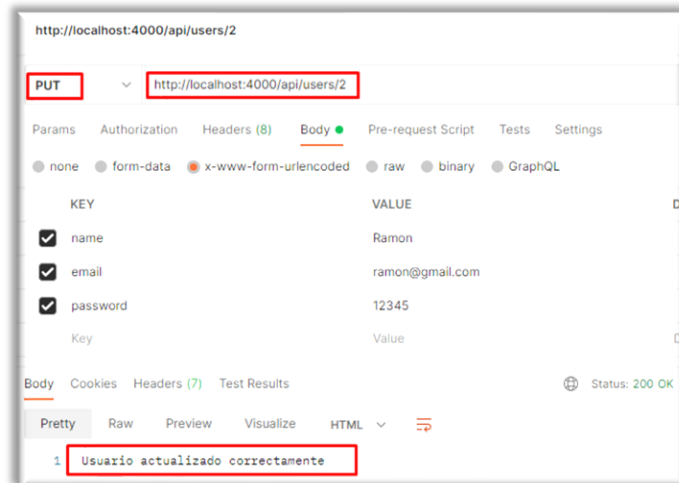 http://localhost:4000/api/users/2
PUT http://localhost:4000/api/users/2
Params Authorization Headers (8) Body Pre-request Script Tests Settings
none form-data x-www-form-urlencoded raw binary GraphQL
KEY VALUE D
name Ramon
email ramon@gmail.com
password 12345
Key Value
Body Cookies Headers (7) Test Results Status: 200 OK
Pretty Raw Preview Visualize HTML
1 Usuario actualizado correctamente